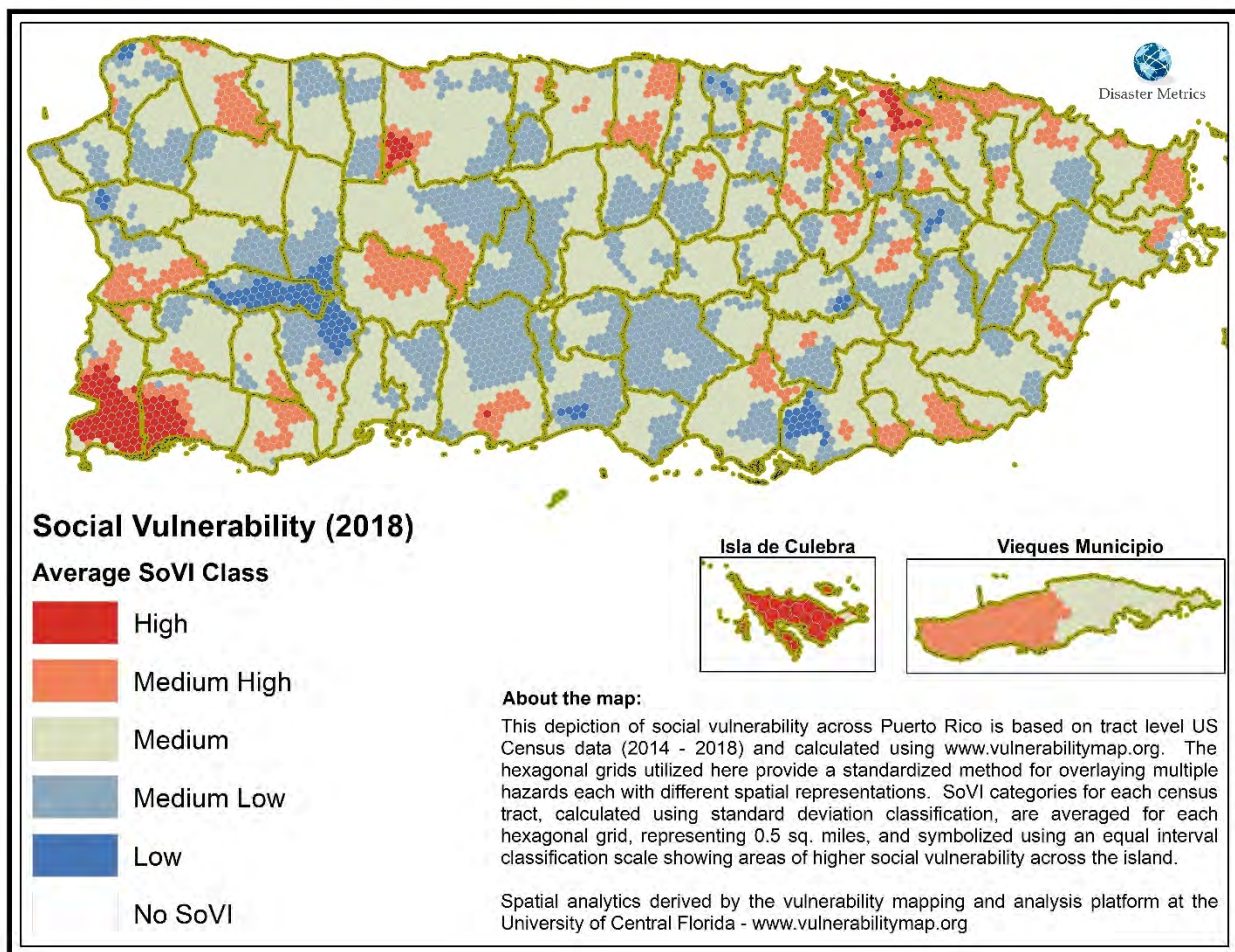 Disaster Metrics
Social Vulnerability (2018)
Average SoVI Class
High
Medium High
Medium
Medium Low
Low
No SoVI
Isla de Culebra
Vieques Municipio
About the map:
This depiction of social vulnerability across Puerto Rico is based on tract level US
Census data (2014 - 2018) and calculated using www.vulnerabilitymap.org. The
hexagonal grids utilized here provide a standardized method for overlaying multiple
hazards each with different spatial representations. SoVI categories for each census
tract, calculated using standard deviation classification, are averaged for each
hexagonal grid, representing 0.5 sq. miles, and symbolized using an equal interval
classification scale showing areas of higher social vulnerability across the island.
Spatial analytics derived by the vulnerability mapping and analysis platform at the
University of Central Florida - www.vulnerabilitymap.org